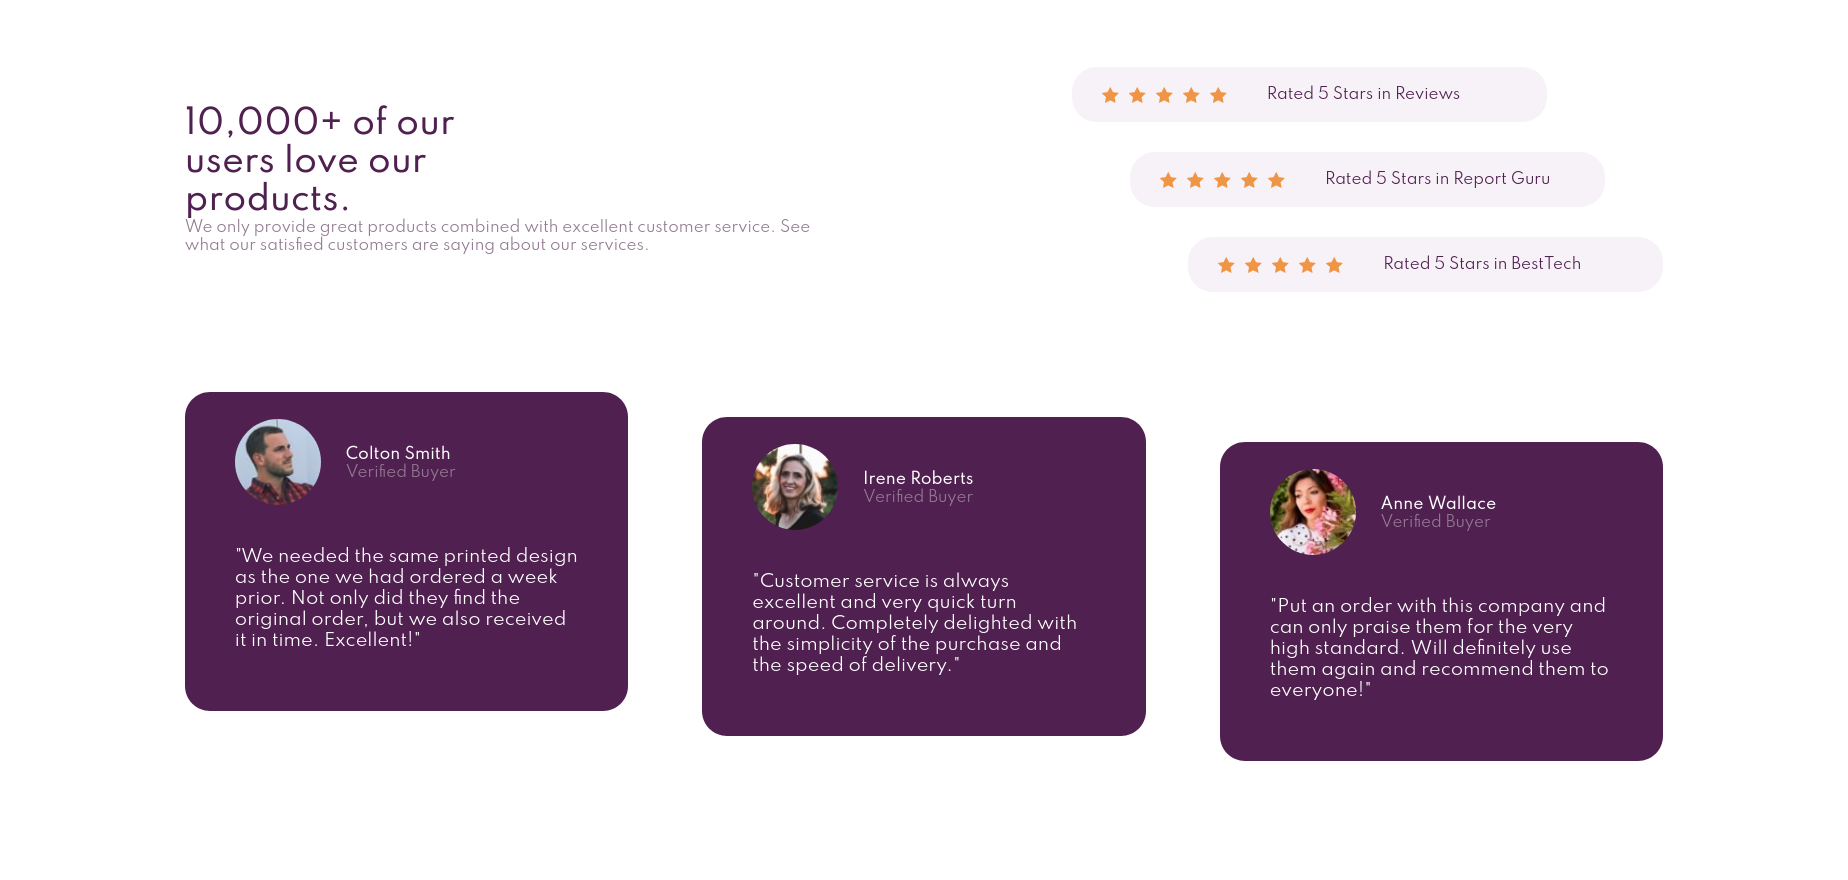 10,000+ of our
users love our
products.
We only provide great products combined with excellent customer service. See
what our satisfied customers are saying about our services.
Rated 5 Stars in Reviews
Rated 5 Stars in Report Guru
Rated 5 Stars in BestTech
Colton Smith
Verified Buyer
"We needed the same printed design
as the one we had ordered a week
prior. Not only did they find the
original order, but we also received
it in time. Excellent!"
Irene Roberts
Verified Buyer
"Customer service is always
excellent and very quick turn
around. Completely delighted with
the simplicity of the purchase and
the speed of delivery."
Anne Wallace
Verified Buyer
"Put an order with this company and
can only praise them for the very
high standard. Will definitely use
them again and recommend them to
everyone!"